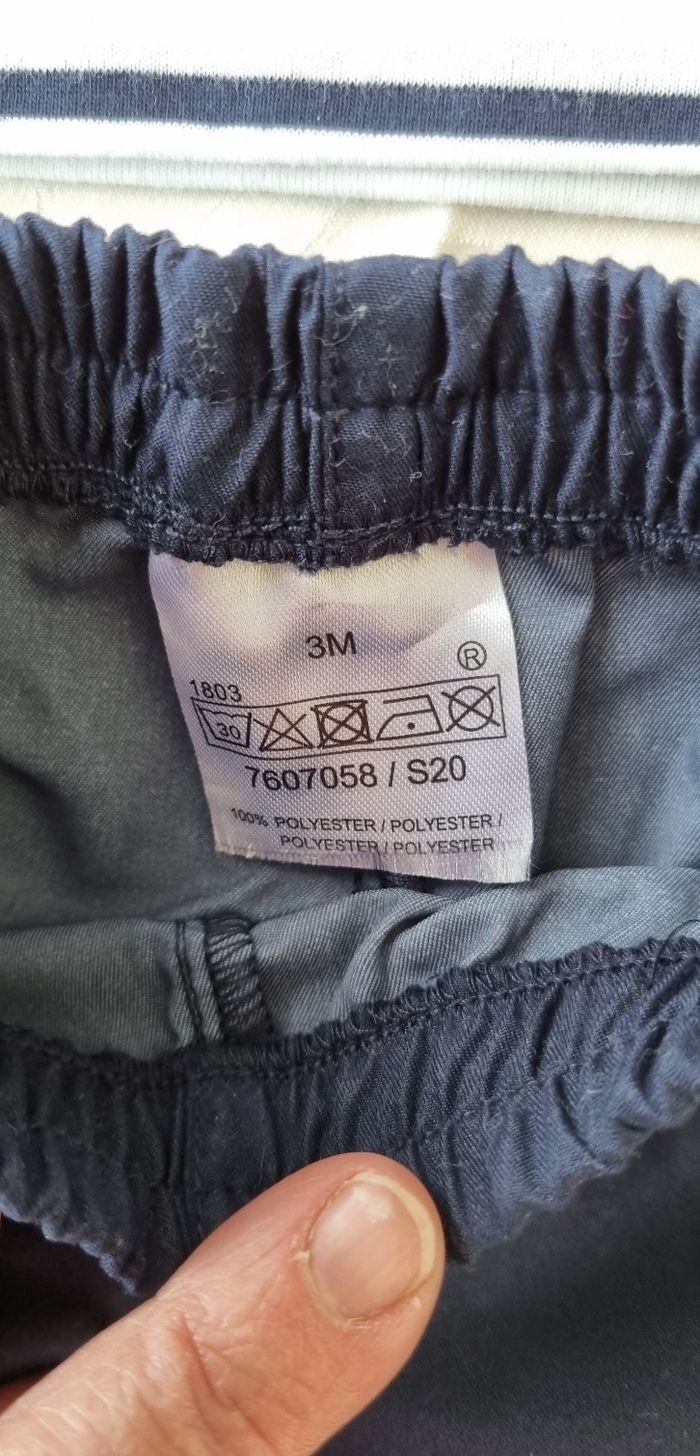 3M
®
1803
30
7607058 / S20
100% POLYESTER / POLYESTER /
POLYESTER / POLYESTER